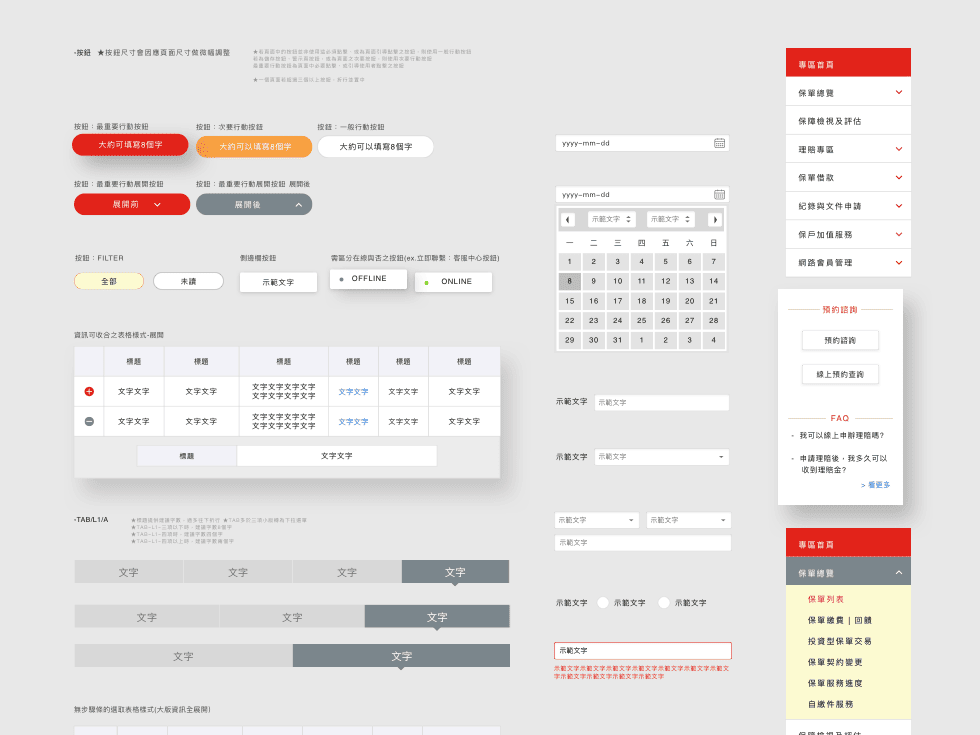 ·按鈕 ★按鈕尺寸會因應頁面尺寸做微幅調整
按鈕：最重要行動按鈕
大約可填寫8個字
按鈕：次要行動按鈕
大約可以填寫8個字
按鈕：一般行動按鈕
大約可以填寫8個字
按鈕：最重要行動展開按鈕
展開前
按鈕：最重要行動展開按鈕 展開後
展開後
按鈕：FILTER
全部
未讀
側邊欄按鈕
示範文字
需區分在線與否之按鈕(ex.立即聯繫：客服中心按鈕)
OFFLINE
ONLINE
資訊可收合之表格樣式-展開
標題 標題 標題 標題 標題 標題
文字文字 文字文字 文字文字文字文字 文字文字 文字文字 文字文字
文字文字文字文字
文字文字 文字文字 文字文字文字文字 文字文字 文字文字 文字文字
文字文字文字文字
標題 文字文字
·TAB/L1/A
文字 文字 文字 文字
文字 文字 文字
文字 文字
無步驟條的選取表格樣式(大版資訊全展開)
yyyy-mm-dd
yyyy-mm-dd
示範文字 示範文字
一 二 三 四 五 六 日
1 2 3 4 5 6 7
8 9 10 11 12 13 14
15 16 17 18 19 20 21
22 23 24 25 26 27 28
29 30 31 1 2 3 4
示範文字 示範文字
示範文字 示範文字
示範文字 示範文字
示範文字
示範文字 示範文字 示範文字
示範文字
示範文字示範文字示範文字示範文字示範文字示範文字示範文
字示範文字示範文字示範文字示範文字
專區首頁
保單總覽
保障檢視及評估
理賠專區
保單借款
紀錄與文件申請
保戶加值服務
網路會員管理
預約諮詢
預約諮詢
線上預約查詢
FAQ
- 我可以線上申辦理賠嗎?
- 申請理賠後，我多久可以
收到理賠金?
> 看更多
專區首頁
保單總覽
保單列表
保單繳費 | 回饋
投資型保單交易
保單契約變更
保單服務進度
自繳件服務
保障檢視及評估